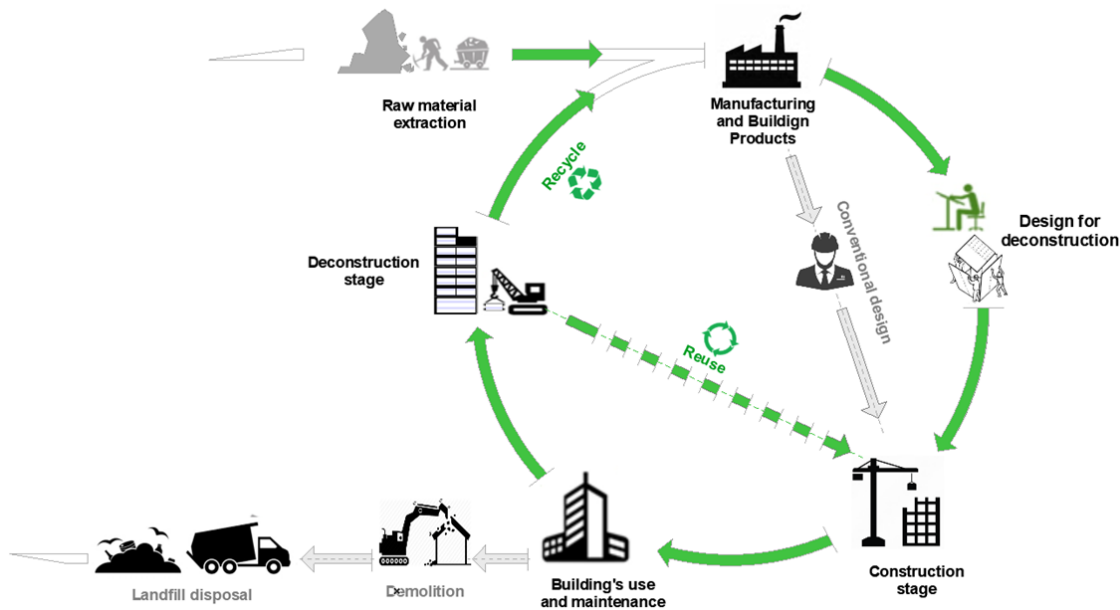 Raw material
extraction
Manufacturing
and Buildign
Products
Recycle
Conventional design
Design for
deconstruction
Deconstruction
stage
Reuse
Landfill disposal
Demolition
Building's use
and maintenance
Construction
stage